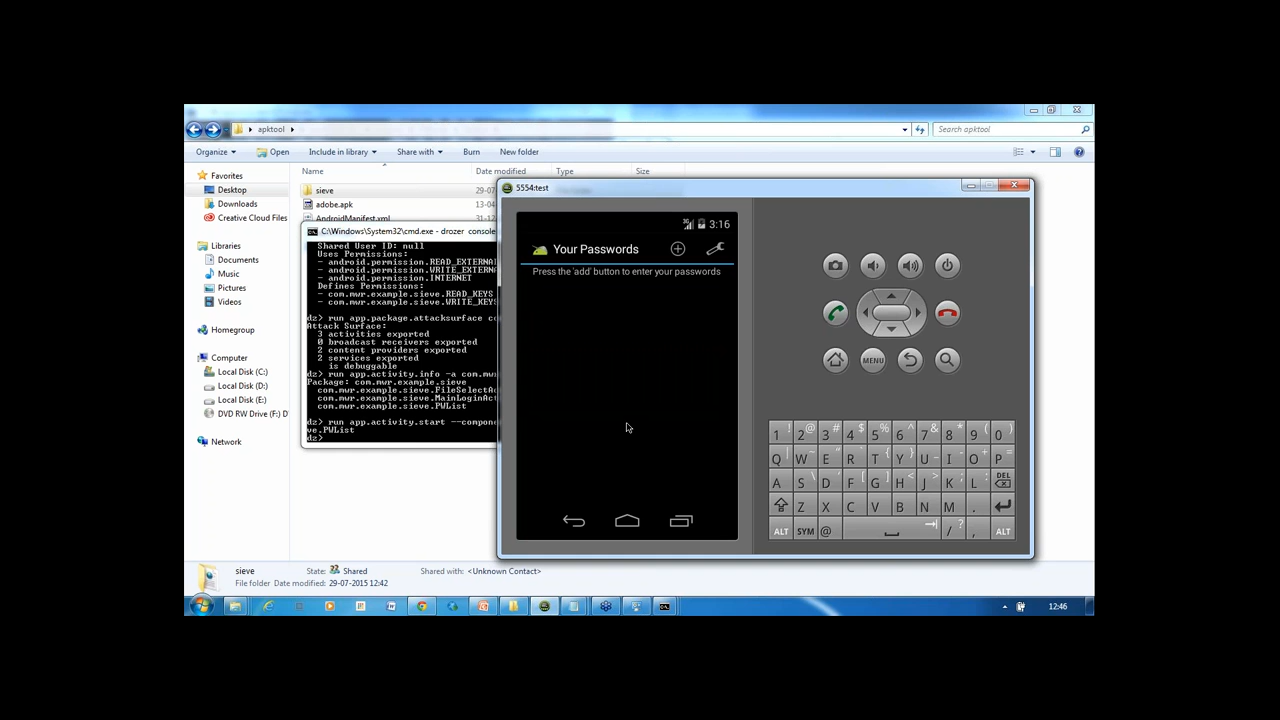 apktool
Search apktool
Organize
Open
Include in library
Share with
Burn
New folder
Name
Date modified
Type
Size
Favorites
Desktop
Downloads
Creative Cloud Files
Libraries
Documents
Music
Pictures
Videos
Homegroup
Computer
Local Disk (C:)
Local Disk (D:)
Local Disk (E:)
DVD RW Drive (F:) D
Network
sieve
29-07
adobe.apk
13-04
AndroidManifest.xml
31-12
C:\Windows\System32\cmd.exe - drozer console
Shared User ID: null
Uses Permissions:
- android.permission.READ_EXTERNA
- android.permission.WRITE_EXTERNA
- android.permission.INTERNET
Defines Permissions:
- com.mwr.example.sieve.READ_KEYS
- com.mwr.example.sieve.WRITE_KEYS
dz> run app.package.attacksurface co
Attack Surface:
3 activities exported
0 broadcast receivers exported
2 content providers exported
2 services exported
is debuggable
dz> run app.activity.info -a com.mwr
Package: com.mwr.example.sieve
com.mwr.example.sieve.FileSelectAc
com.mwr.example.sieve.MainLoginAct
com.mwr.example.sieve.PWList
dz> run app.activity.start --compone
ve.PWList
dz>
5554:test
3G 3:16
Your Passwords
Press the 'add' button to enter your passwords
MENU
1 ! 2 @ 3 # 4 $ 5 % 6 ^ 7 & 8 * 9 ( 0 )
Q W ~ E " R ` T { Y } U _ I - O + P =
A S \ D ' F [ G ] H < J > K ; L : DEL
Z X C V B N M .
ALT SYM @ / ? , ALT
sieve
State: Shared
Shared with: <Unknown Contact>
File folder Date modified: 29-07-2015 12:42
12:46